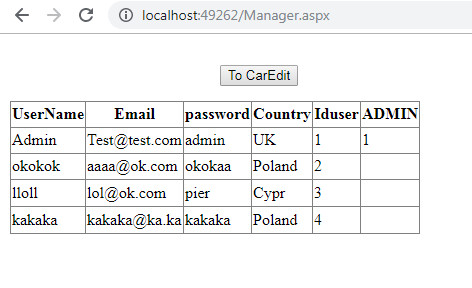 localhost:49262/Manager.aspx
To CarEdit
UserName Email password Country Iduser ADMIN
Admin Test@test.com admin UK 1 1
okokok aaaa@ok.com okokaa Poland 2
lloll lol@ok.com pier Cypr 3
kakaka kakaka@ka.ka kakaka Poland 4